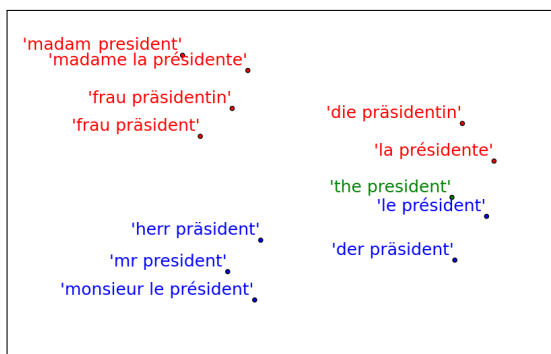 'madam president'
'madame la présidente'
'frau präsidentin'
'frau präsident'
'die präsidentin'
'la présidente'
'the president'
'le président'
'herr präsident'
'der präsident'
'mr president'
'monsieur le président'